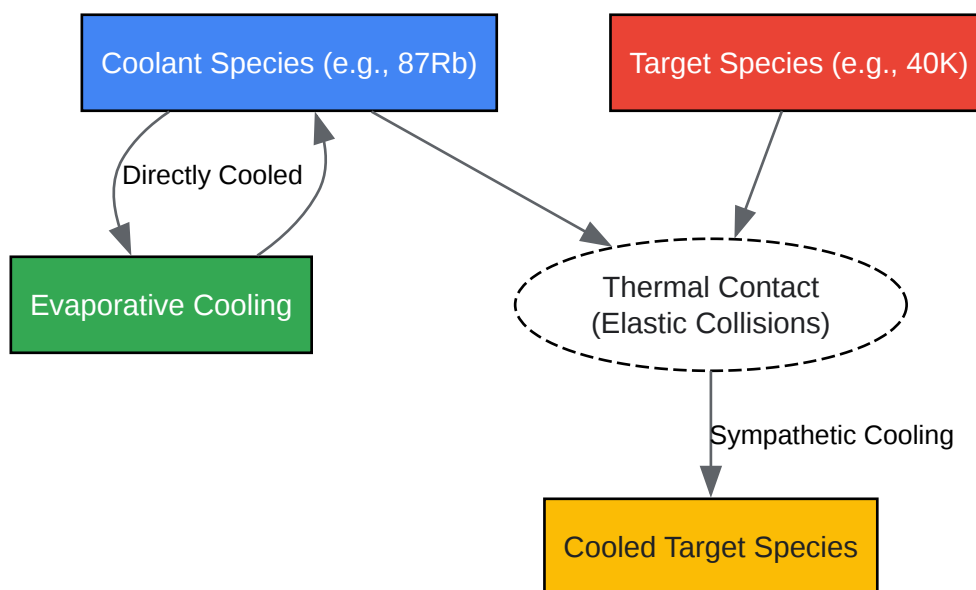 Coolant Species (e.g., 87Rb)
Target Species (e.g., 40K)
Directly Cooled
Evaporative Cooling
Thermal Contact
(Elastic Collisions)
Sympathetic Cooling
Cooled Target Species